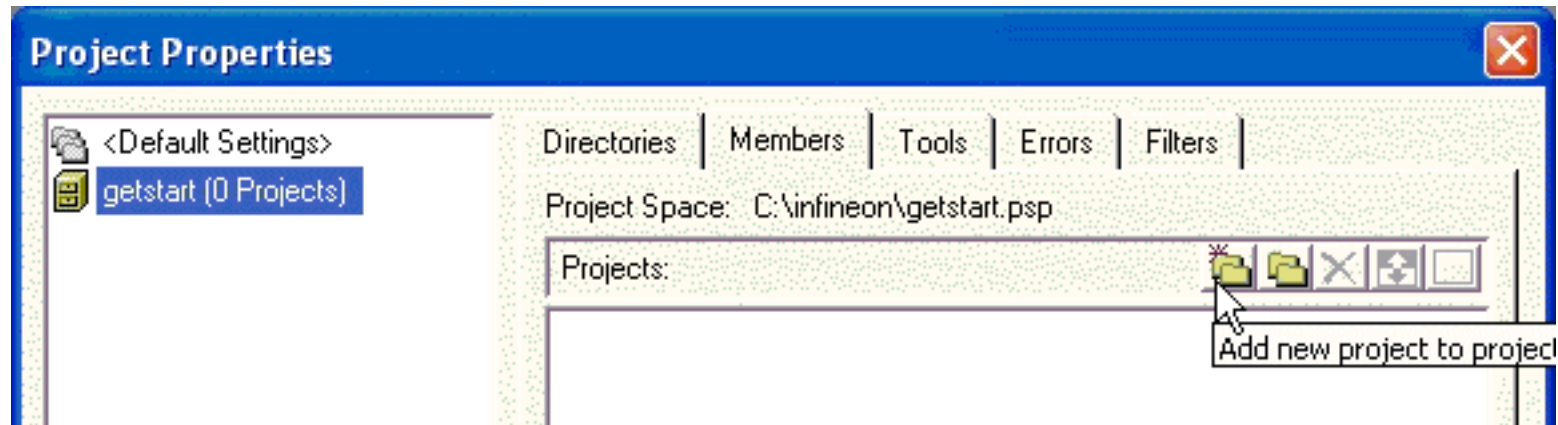 Project Properties
<Default Settings>
getstart (0 Projects)
Directories Members Tools Errors Filters
Project Space: C:\infineon\getstart.psp
Projects:
Add new project to project